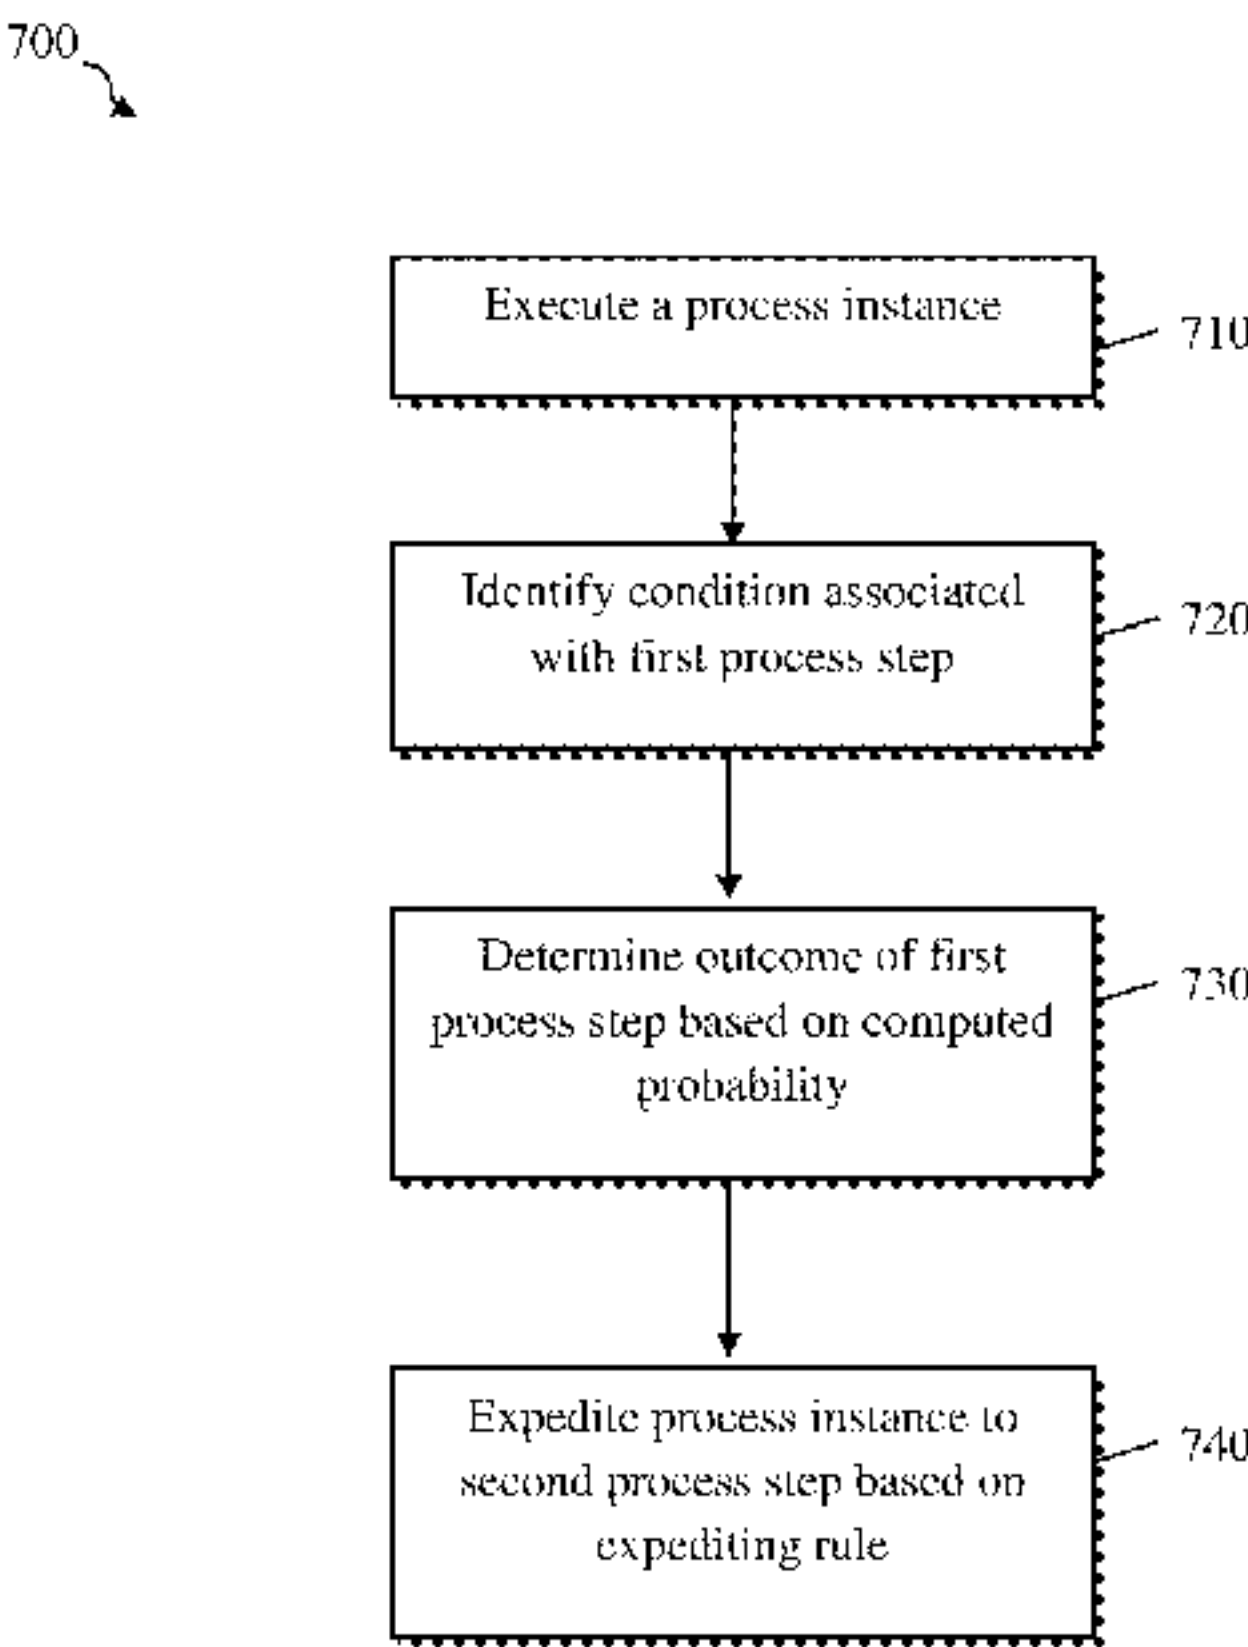 700
Execute a process instance
710
Identify condition associated
with first process step
720
Determine outcome of first
process step based on computed
probability
730
Expedite process instance to
second process step based on
expediting rule
740